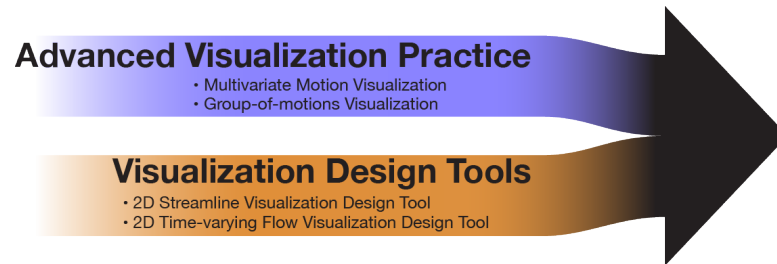 Advanced Visualization Practice
• Multivariate Motion Visualization
• Group-of-motions Visualization
Visualization Design Tools
• 2D Streamline Visualization Design Tool
• 2D Time-varying Flow Visualization Design Tool